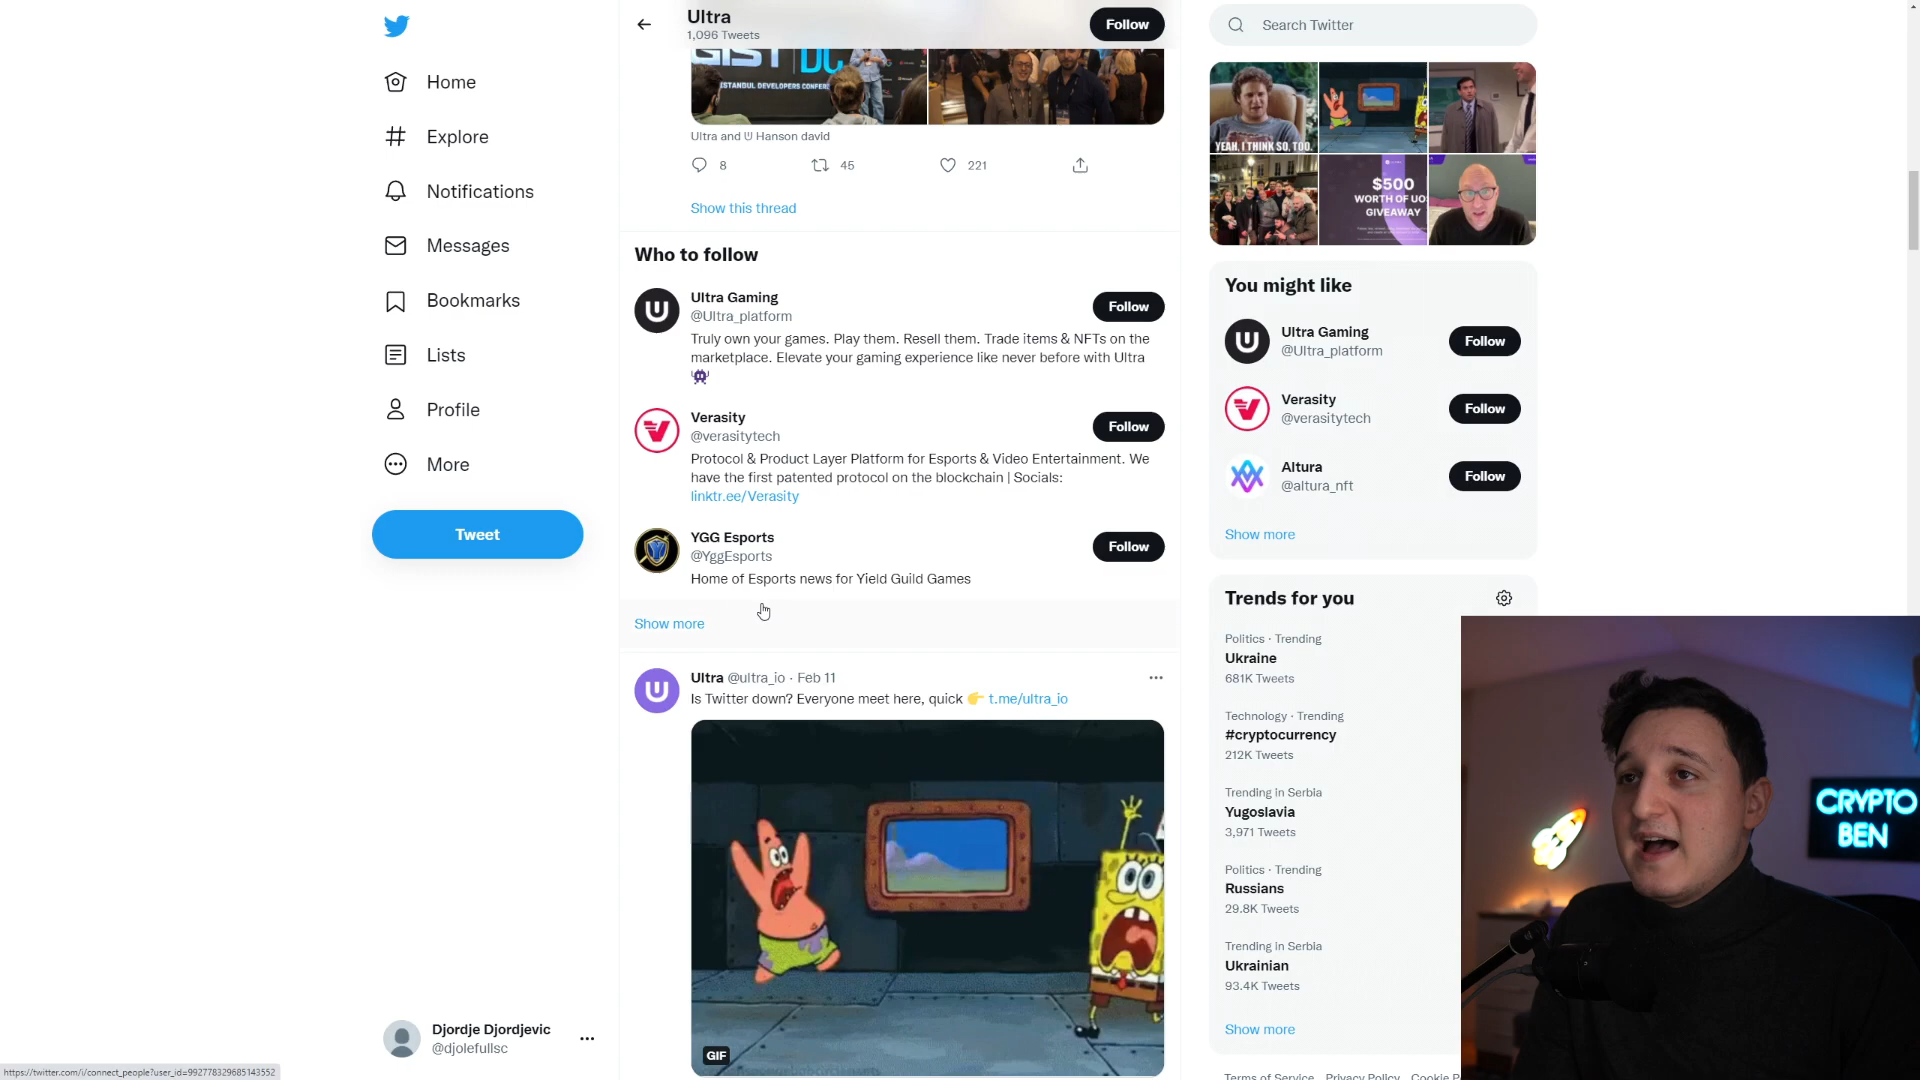 Ultra
1,096 Tweets
Follow
Search Twitter
Home
Explore
Notifications
Messages
Bookmarks
Lists
Profile
More
Tweet
Djordje Djordjevic
@djolefullsc
https://twitter.com/i/connect_people?user_id=992778329685143552
ISTANBUL DEVELOPERS
Ultra and Ⓤ Hanson david
8
45
221
Show this thread
Who to follow
Ultra Gaming
@Ultra_platform
Follow
Truly own your games. Play them. Resell them. Trade items & NFTs on the
marketplace. Elevate your gaming experience like never before with Ultra
👾
Verasity
@verasitytech
Follow
Protocol & Product Layer Platform for Esports & Video Entertainment. We
have the first patented protocol on the blockchain | Socials:
linktr.ee/Verasity
YGG Esports
@YggEsports
Follow
Home of Esports news for Yield Guild Games
Show more
Ultra @ultra_io · Feb 11
Is Twitter down? Everyone meet here, quick 👉 t.me/ultra_io
GIF
YEAH, I THINK SO, TOO.
$500
WORTH OF UOS
GIVEAWAY
You might like
Ultra Gaming
@Ultra_platform
Follow
Verasity
@verasitytech
Follow
Altura
@altura_nft
Follow
Show more
Trends for you
Politics · Trending
Ukraine
681K Tweets
Technology · Trending
#cryptocurrency
212K Tweets
Trending in Serbia
Yugoslavia
3,971 Tweets
Politics · Trending
Russians
29.8K Tweets
Trending in Serbia
Ukrainian
93.4K Tweets
Show more
Terms of Service Privacy Policy Cookie P
CRYPTO
BEN